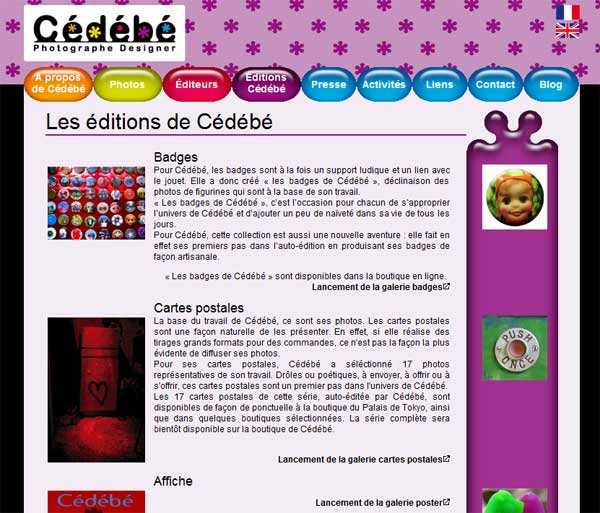 Cédébé
Photographe Designer
A propos
de Cédébé
Photos
Éditeurs
Editions
Cédébé
Presse
Activités
Liens
Contact
Blog
Les éditions de Cédébé
Badges
Pour Cédébé, les badges sont à la fois un support ludique et un lien avec
le jouet. Elle a donc créé « les badges de Cédébé », déclinaison des
photos de figurines qui sont à la base de son travail.
« Les badges de Cédébé », c'est l'occasion pour chacun de s'approprier
l'univers de Cédébé et d'ajouter un peu de naïveté dans sa vie de tous les
jours.
Pour Cédébé, cette collection est aussi une nouvelle aventure : elle fait en
effet ses premiers pas dans l'auto-édition en produisant ses badges de
façon artisanale.
« Les badges de Cédébé » sont disponibles dans la boutique en ligne.
Lancement de la galerie badges
Cartes postales
La base du travail de Cédébé, ce sont ses photos. Les cartes postales
sont une façon naturelle de les présenter. En effet, si elle réalise des
tirages grands formats pour des commandes, ce n'est pas la façon la plus
évidente de diffuser ses photos.
Pour ses cartes postales, Cédébé a séléctionné 17 photos
représentatives de son travail. Drôles ou poétiques, à envoyer, à offrir ou à
s'offrir, ces cartes postales sont un premier pas dans l'univers de Cédébé.
Les 17 cartes postales de cette série, auto-éditée par Cédébé, sont
disponibles de façon de ponctuelle à la boutique du Palais de Tokyo, ainsi
que dans quelques boutiques sélectionnées. La série complète sera
bientôt disponible sur la boutique de Cédébé.
Lancement de la galerie cartes postales
Affiche
Lancement de la galerie poster
Cédébé
PUSH
ONCE